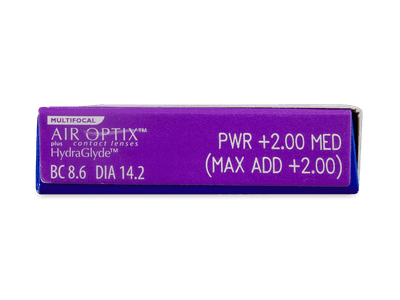 MULTIFOCAL
AIR OPTIX™
plus contact lenses
HydraGlyde™
BC 8.6 DIA 14.2
PWR +2.00 MED
(MAX ADD +2.00)